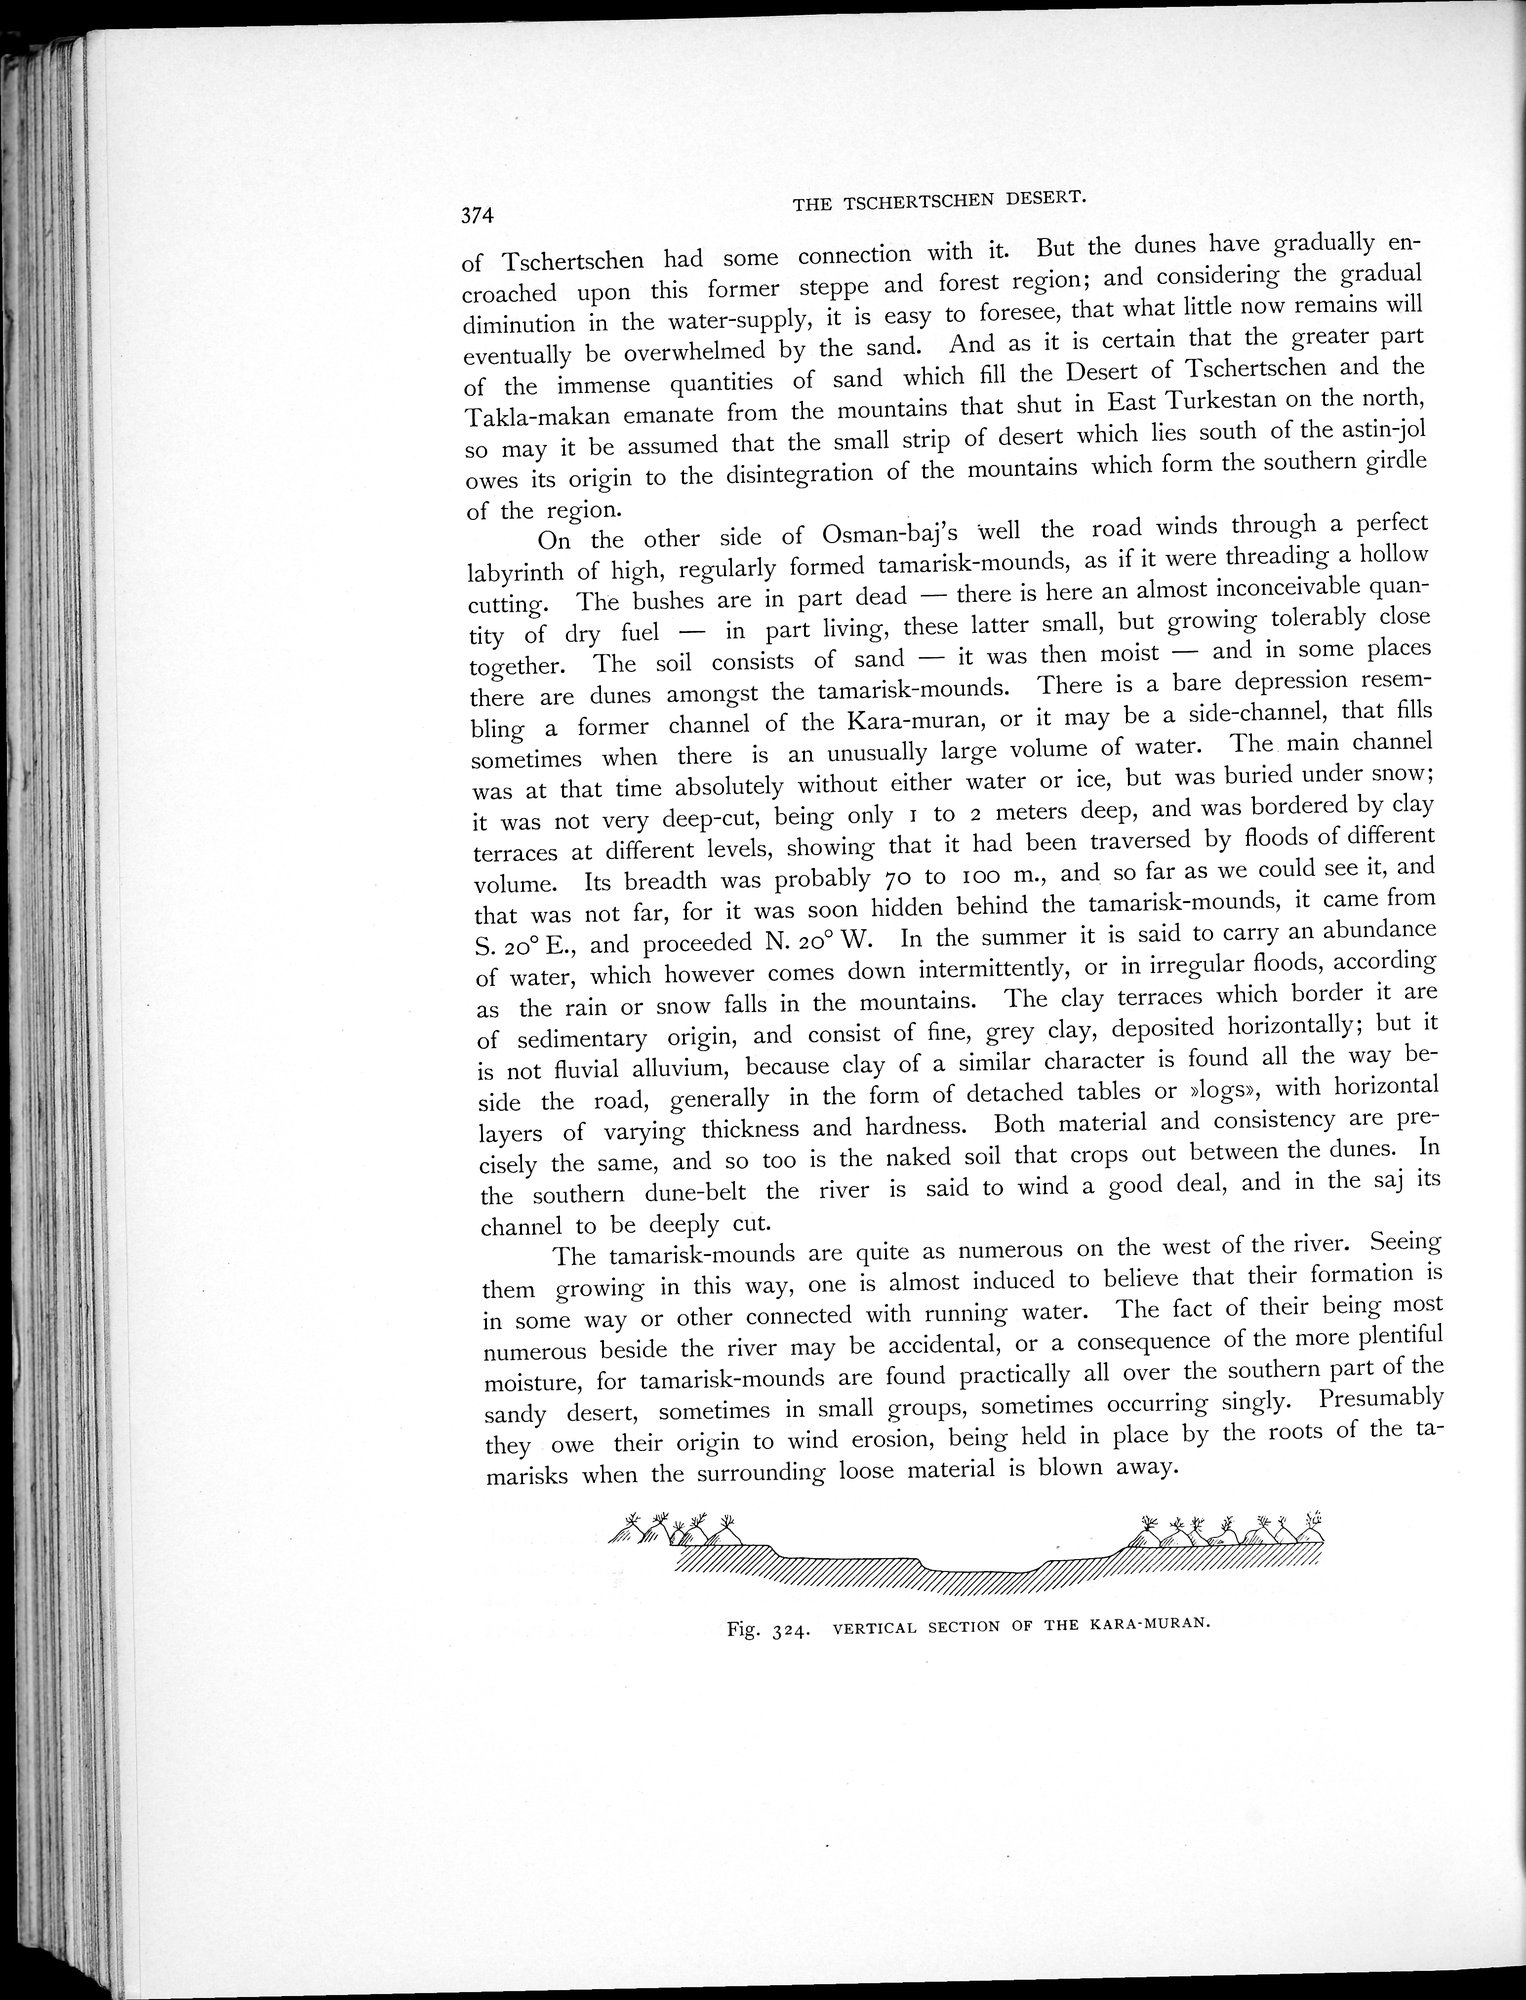 374
THE TSCHERTSCHEN DESERT.
of Tschertschen had some connection with it. But the dunes have gradually en-
croached upon this former steppe and forest region; and considering the gradual
diminution in the water-supply, it is easy to foresee, that what little now remains will
eventually be overwhelmed by the sand. And as it is certain that the greater part
of the immense quantities of sand which fill the Desert of Tschertschen and the
Takla-makan emanate from the mountains that shut in East Turkestan on the north,
so may it be assumed that the small strip of desert which lies south of the astin-jol
owes its origin to the disintegration of the mountains which form the southern girdle
of the region.
On the other side of Osman-baj's well the road winds through a perfect
labyrinth of high, regularly formed tamarisk-mounds, as if it were threading a hollow
cutting. The bushes are in part dead — there is here an almost inconceivable quan-
tity of dry fuel — in part living, these latter small, but growing tolerably close
together. The soil consists of sand — it was then moist — and in some places
there are dunes amongst the tamarisk-mounds. There is a bare depression resem-
bling a former channel of the Kara-muran, or it may be a side-channel, that fills
sometimes when there is an unusually large volume of water. The main channel
was at that time absolutely without either water or ice, but was buried under snow;
it was not very deep-cut, being only 1 to 2 meters deep, and was bordered by clay
terraces at different levels, showing that it had been traversed by floods of different
volume. Its breadth was probably 70 to 100 m., and so far as we could see it, and
that was not far, for it was soon hidden behind the tamarisk-mounds, it came from
S. 20° E., and proceeded N. 20° W. In the summer it is said to carry an abundance
of water, which however comes down intermittently, or in irregular floods, according
as the rain or snow falls in the mountains. The clay terraces which border it are
of sedimentary origin, and consist of fine, grey clay, deposited horizontally; but it
is not fluvial alluvium, because clay of a similar character is found all the way be-
side the road, generally in the form of detached tables or »logs», with horizontal
layers of varying thickness and hardness. Both material and consistency are pre-
cisely the same, and so too is the naked soil that crops out between the dunes. In
the southern dune-belt the river is said to wind a good deal, and in the saj its
channel to be deeply cut.
The tamarisk-mounds are quite as numerous on the west of the river. Seeing
them growing in this way, one is almost induced to believe that their formation is
in some way or other connected with running water. The fact of their being most
numerous beside the river may be accidental, or a consequence of the more plentiful
moisture, for tamarisk-mounds are found practically all over the southern part of the
sandy desert, sometimes in small groups, sometimes occurring singly. Presumably
they owe their origin to wind erosion, being held in place by the roots of the ta-
marisks when the surrounding loose material is blown away.
Fig. 324. VERTICAL SECTION OF THE KARA-MURAN.